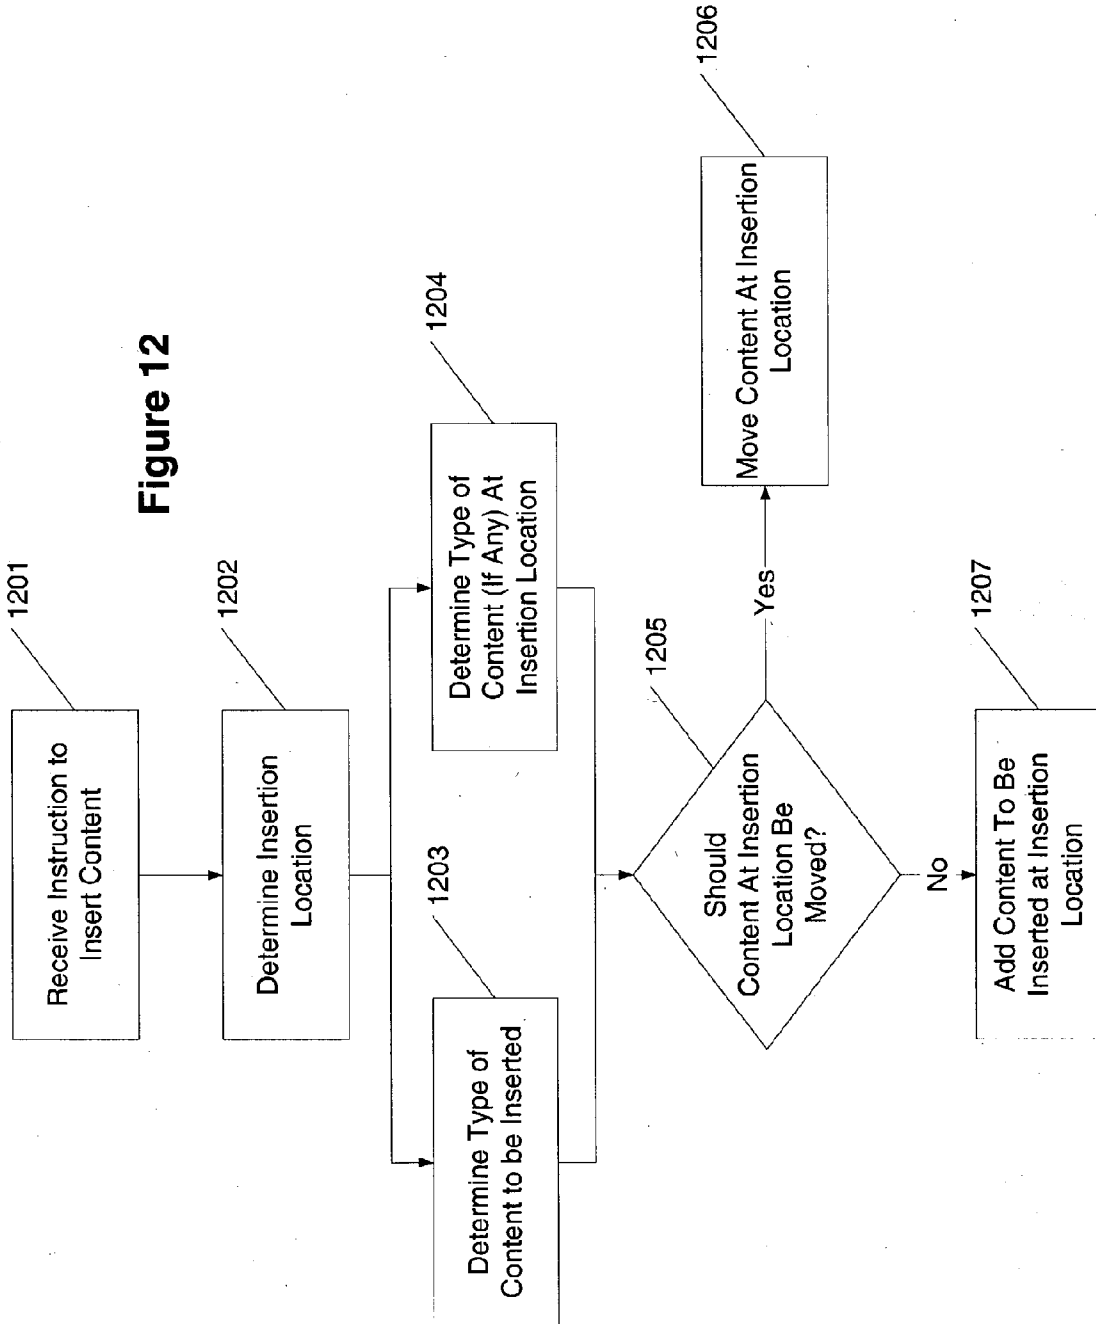 Figure 12
1201
Receive Instruction to
Insert Content
1202
Determine Insertion
Location
1203
Determine Type of
Content to be Inserted
1204
Determine Type of
Content (If Any) At
Insertion Location
1205
Should
Content At Insertion
Location Be
Moved?
Yes
1206
Move Content At Insertion
Location
No
1207
Add Content To Be
Inserted at Insertion
Location